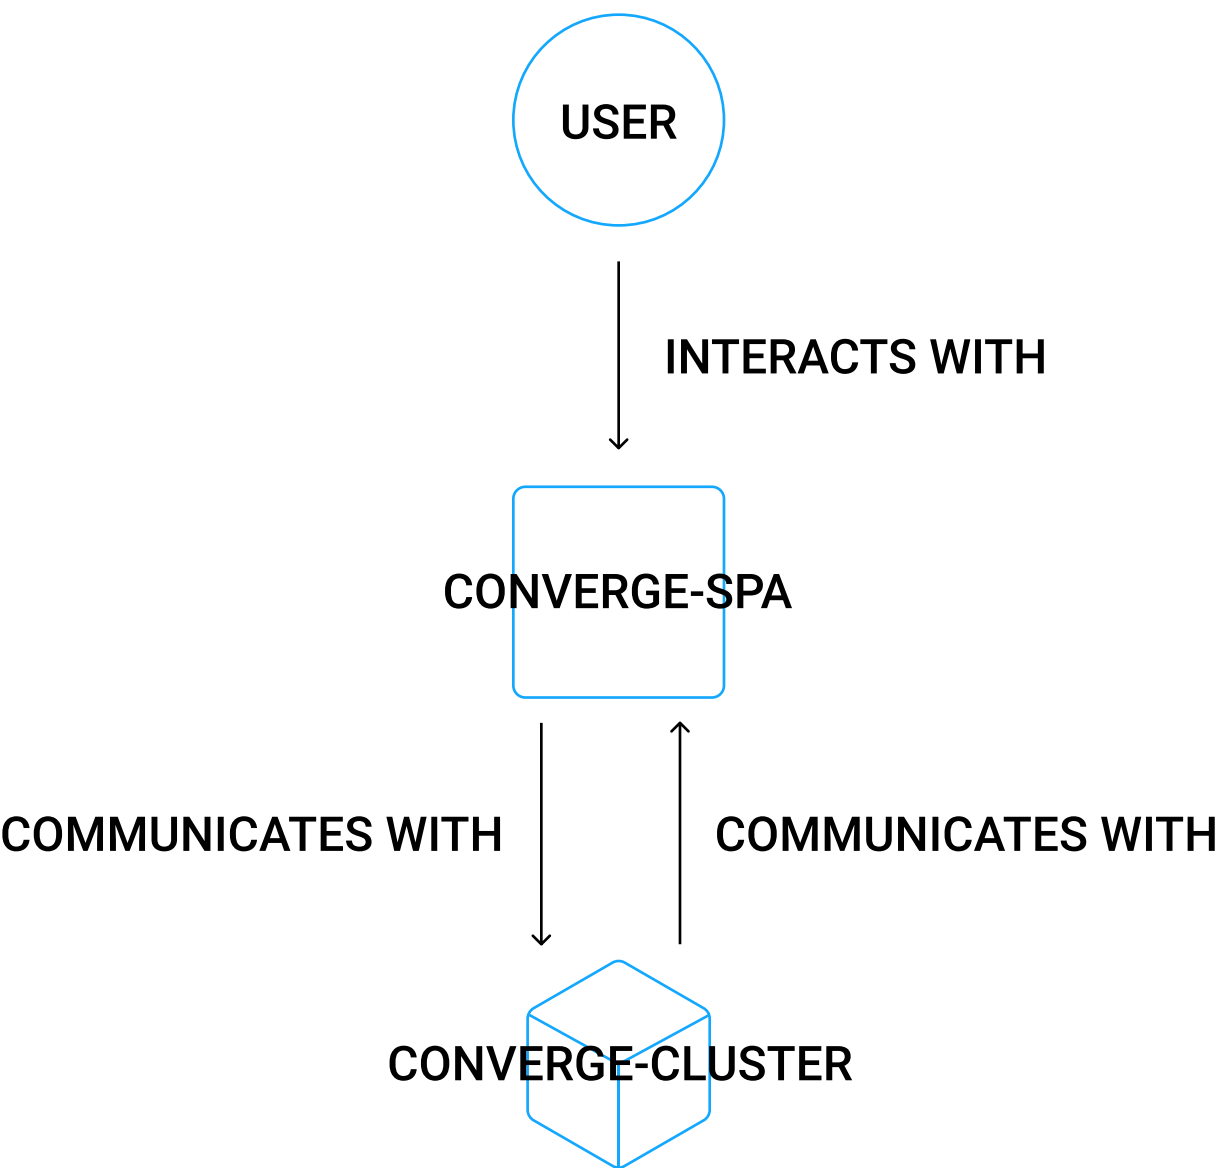 USER
INTERACTS WITH
CONVERGE-SPA
COMMUNICATES WITH
COMMUNICATES WITH
CONVERGE-CLUSTER